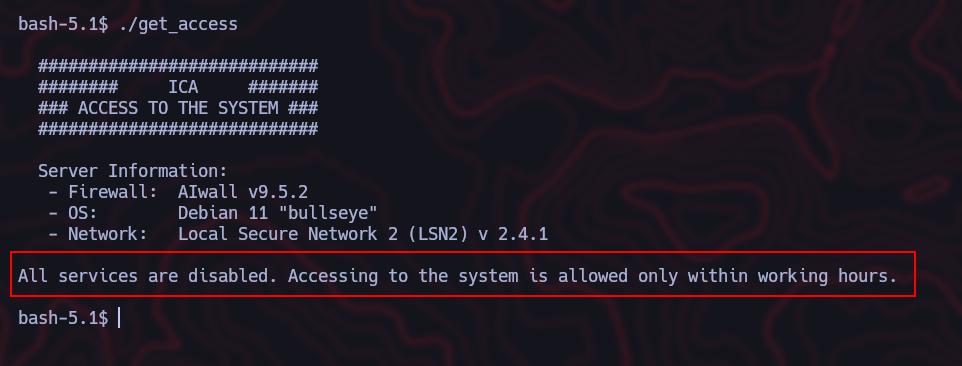 bash-5.1$ ./get_access
############################
########     ICA     #######
### ACCESS TO THE SYSTEM ###
############################
Server Information:
- Firewall:  AIwall v9.5.2
- OS:        Debian 11 "bullseye"
- Network:   Local Secure Network 2 (LSN2) v 2.4.1
All services are disabled. Accessing to the system is allowed only within working hours.
bash-5.1$